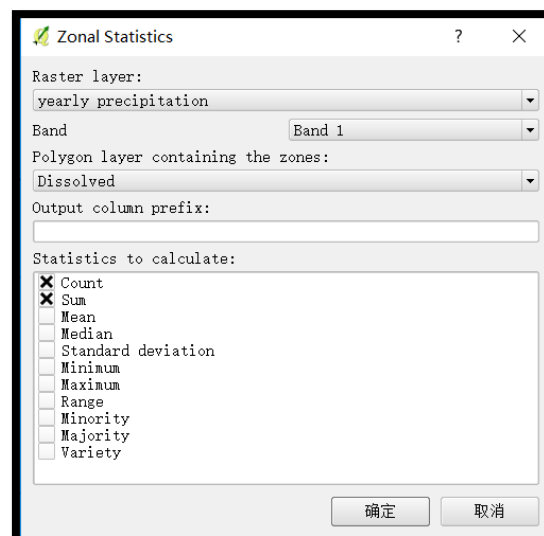 Zonal Statistics
Raster layer:
yearly precipitation
Band Band 1
Polygon layer containing the zones:
Dissolved
Output column prefix:
Statistics to calculate:
Count
Sum
Mean
Median
Standard deviation
Minimum
Maximum
Range
Minority
Majority
Variety
确定 取消